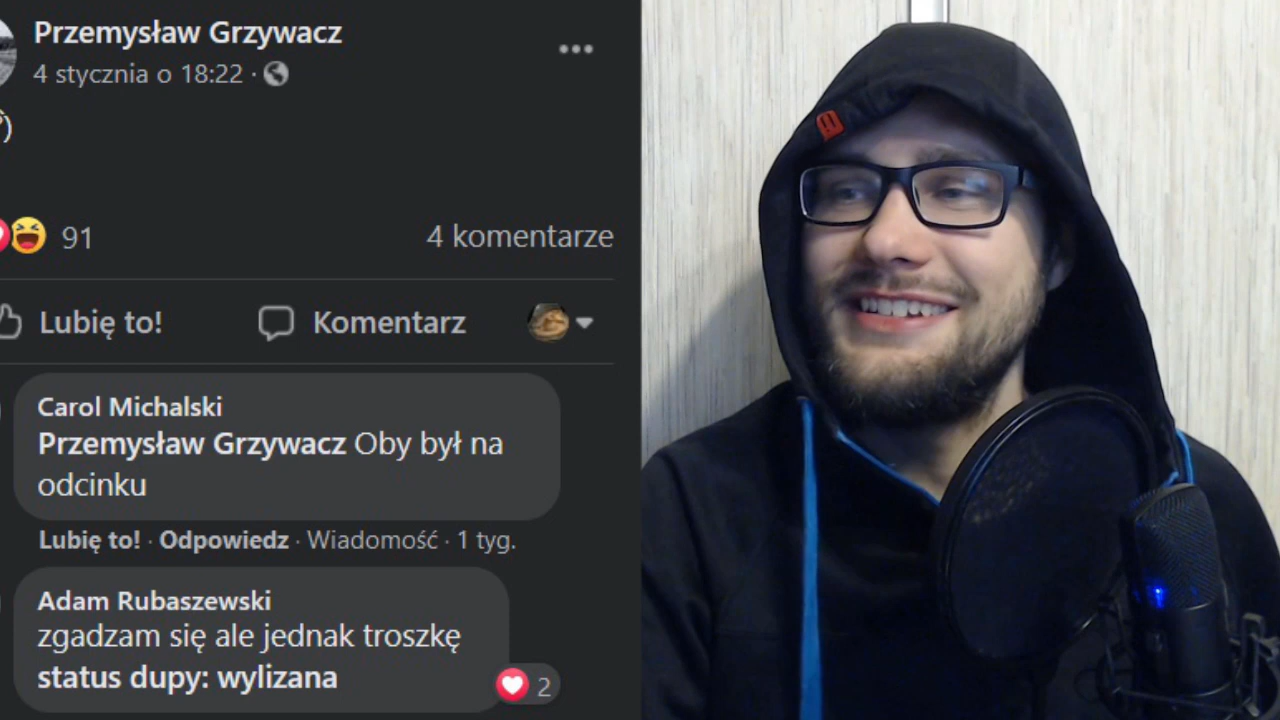 Przemysław Grzywacz
4 stycznia o 18:22 ·
)
91
4 komentarze
Lubię to!
Komentarz
Carol Michalski
Przemysław Grzywacz Oby był na
odcinku
Lubię to! · Odpowiedz · Wiadomość · 1 tyg.
Adam Rubaszewski
zgadzam się ale jednak troszkę
status dupy: wylizana
2